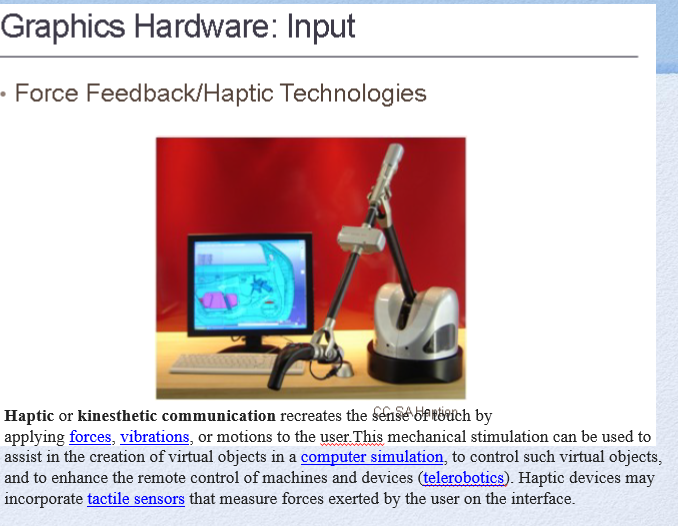 Graphics Hardware: Input
• Force Feedback/Haptic Technologies
CC SA Haption
Haptic or kinesthetic communication recreates the sense of touch by
applying forces, vibrations, or motions to the user.This mechanical stimulation can be used to
assist in the creation of virtual objects in a computer simulation, to control such virtual objects,
and to enhance the remote control of machines and devices (telerobotics). Haptic devices may
incorporate tactile sensors that measure forces exerted by the user on the interface.